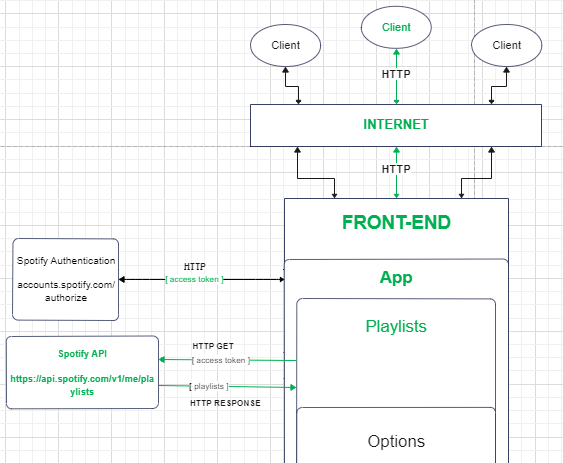 Client
Client
Client
HTTP
INTERNET
HTTP
FRONT-END
App
Spotify Authentication
accounts.spotify.com/
authorize
HTTP
[ access token ]
Playlists
Spotify API
https://api.spotify.com/v1/me/pla
ylists
HTTP GET
[ access token ]
[ playlists ]
HTTP RESPONSE
Options